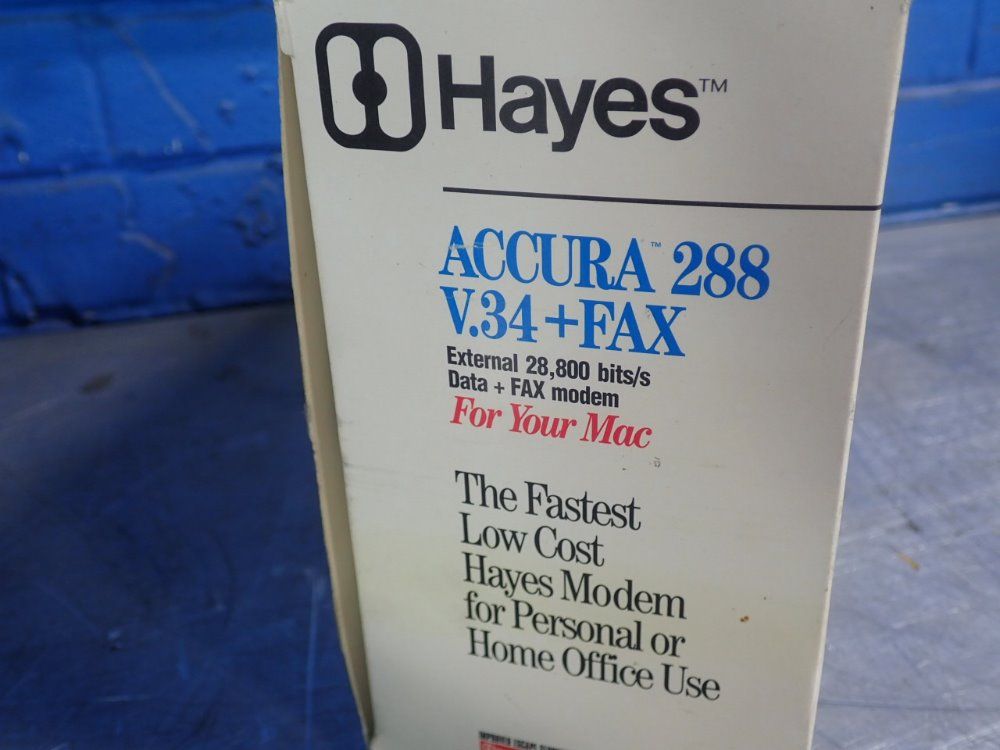 Hayes™
ACCURA™ 288
V.34+FAX
External 28,800 bits/s
Data + FAX modem
For Your Mac
The Fastest
Low Cost
Hayes Modem
for Personal or
Home Office Use